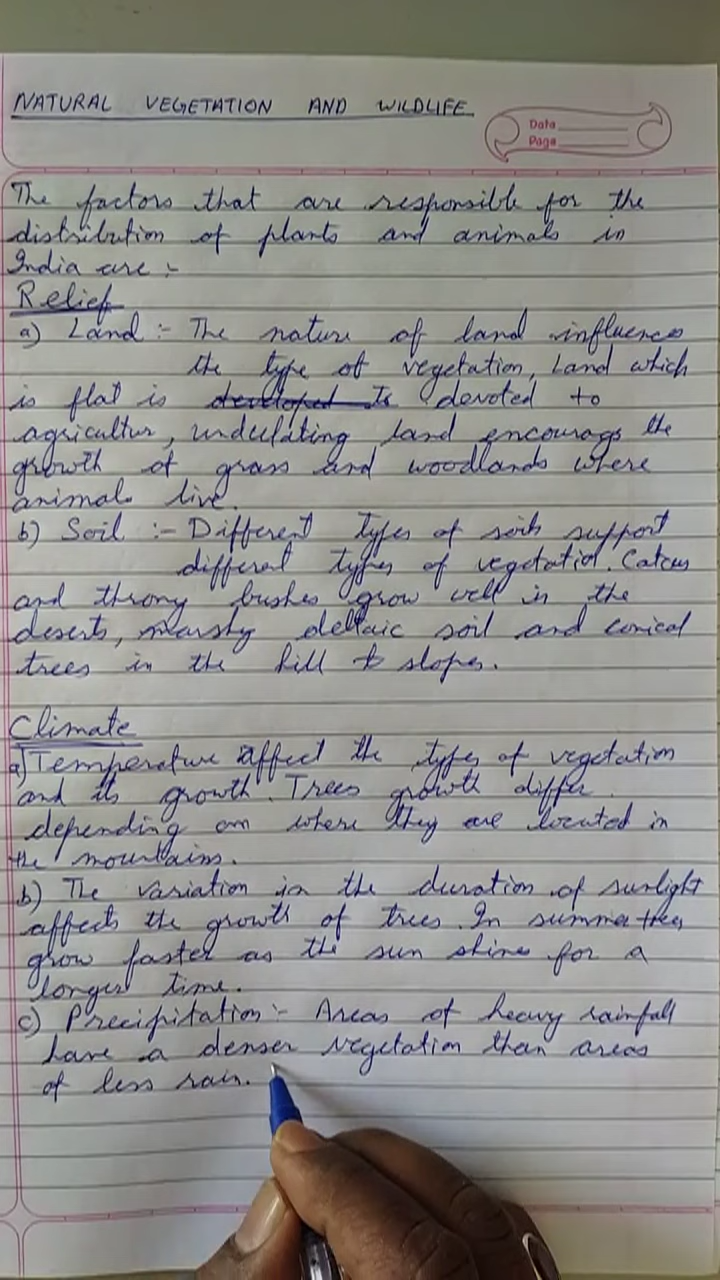 NATURAL VEGETATION AND WILDLIFE
Date
Page
The factors that are responsible for the
distribution of plants and animals in
India are :-
Relief
a) Land :- The nature of land influences
the type of vegetation, Land which
is flat is developed to devoted to
agricultur, undulating land encourags the
growth of grass and woodlands where
animals live.
b) Soil :- Different types of soils support
different types of vegetation. Catcus
and throny bushes grow well in the
deserts, marshy deltaic soil and conical
trees in the hill slopes.
Climate
a) Temperature affect the types of vegetation
and its growth. Trees growth differ
depending on where they are located in
the mountains.
b) The variation in the duration of sunlight
affects the growth of trees. In summer trees
grow faster as the sun shine for a
longer time.
c) Precipitation :- Areas of heavy rainfall
have a denser vegetation than areas
of less rain.